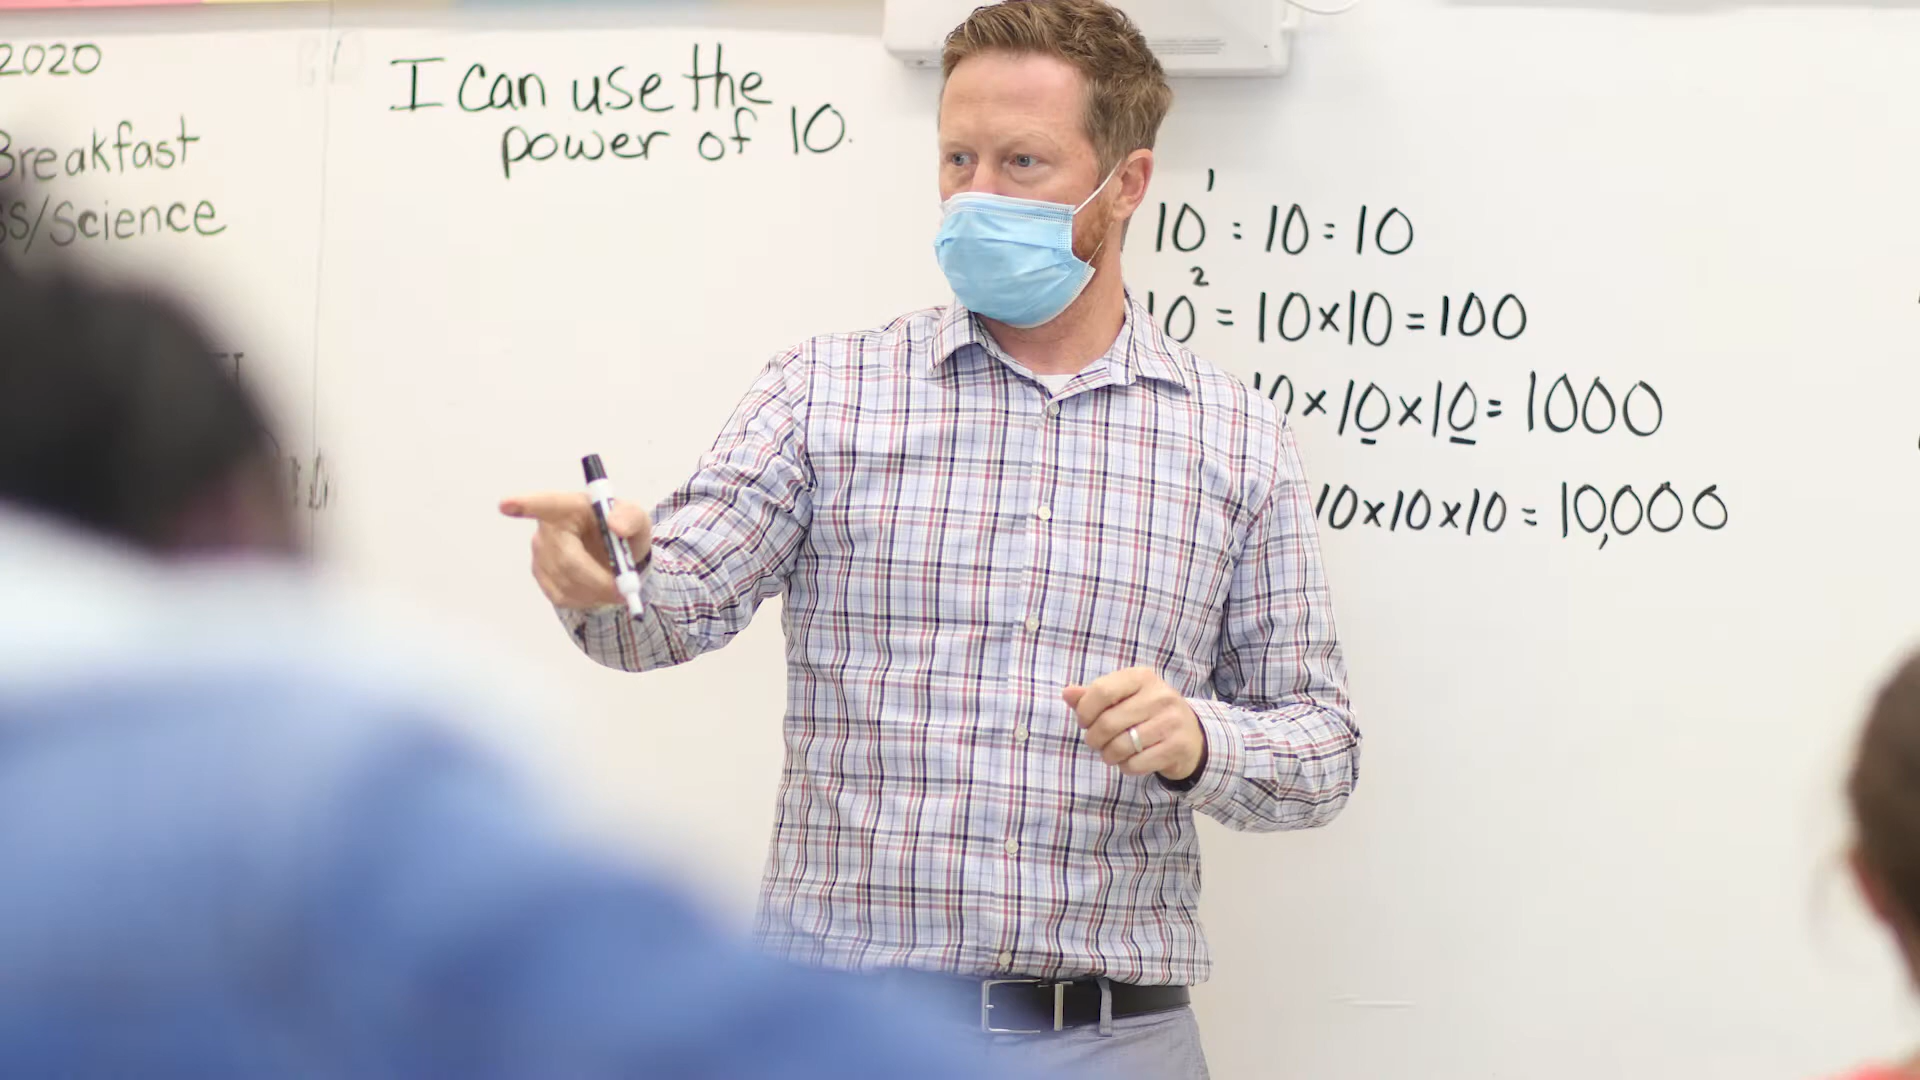 2020
Breakfast
SS/Science
I can use the
power of 10.
10¹ = 10 = 10
10² = 10×10 = 100
10×10×10 = 1000
10×10×10 = 10,000